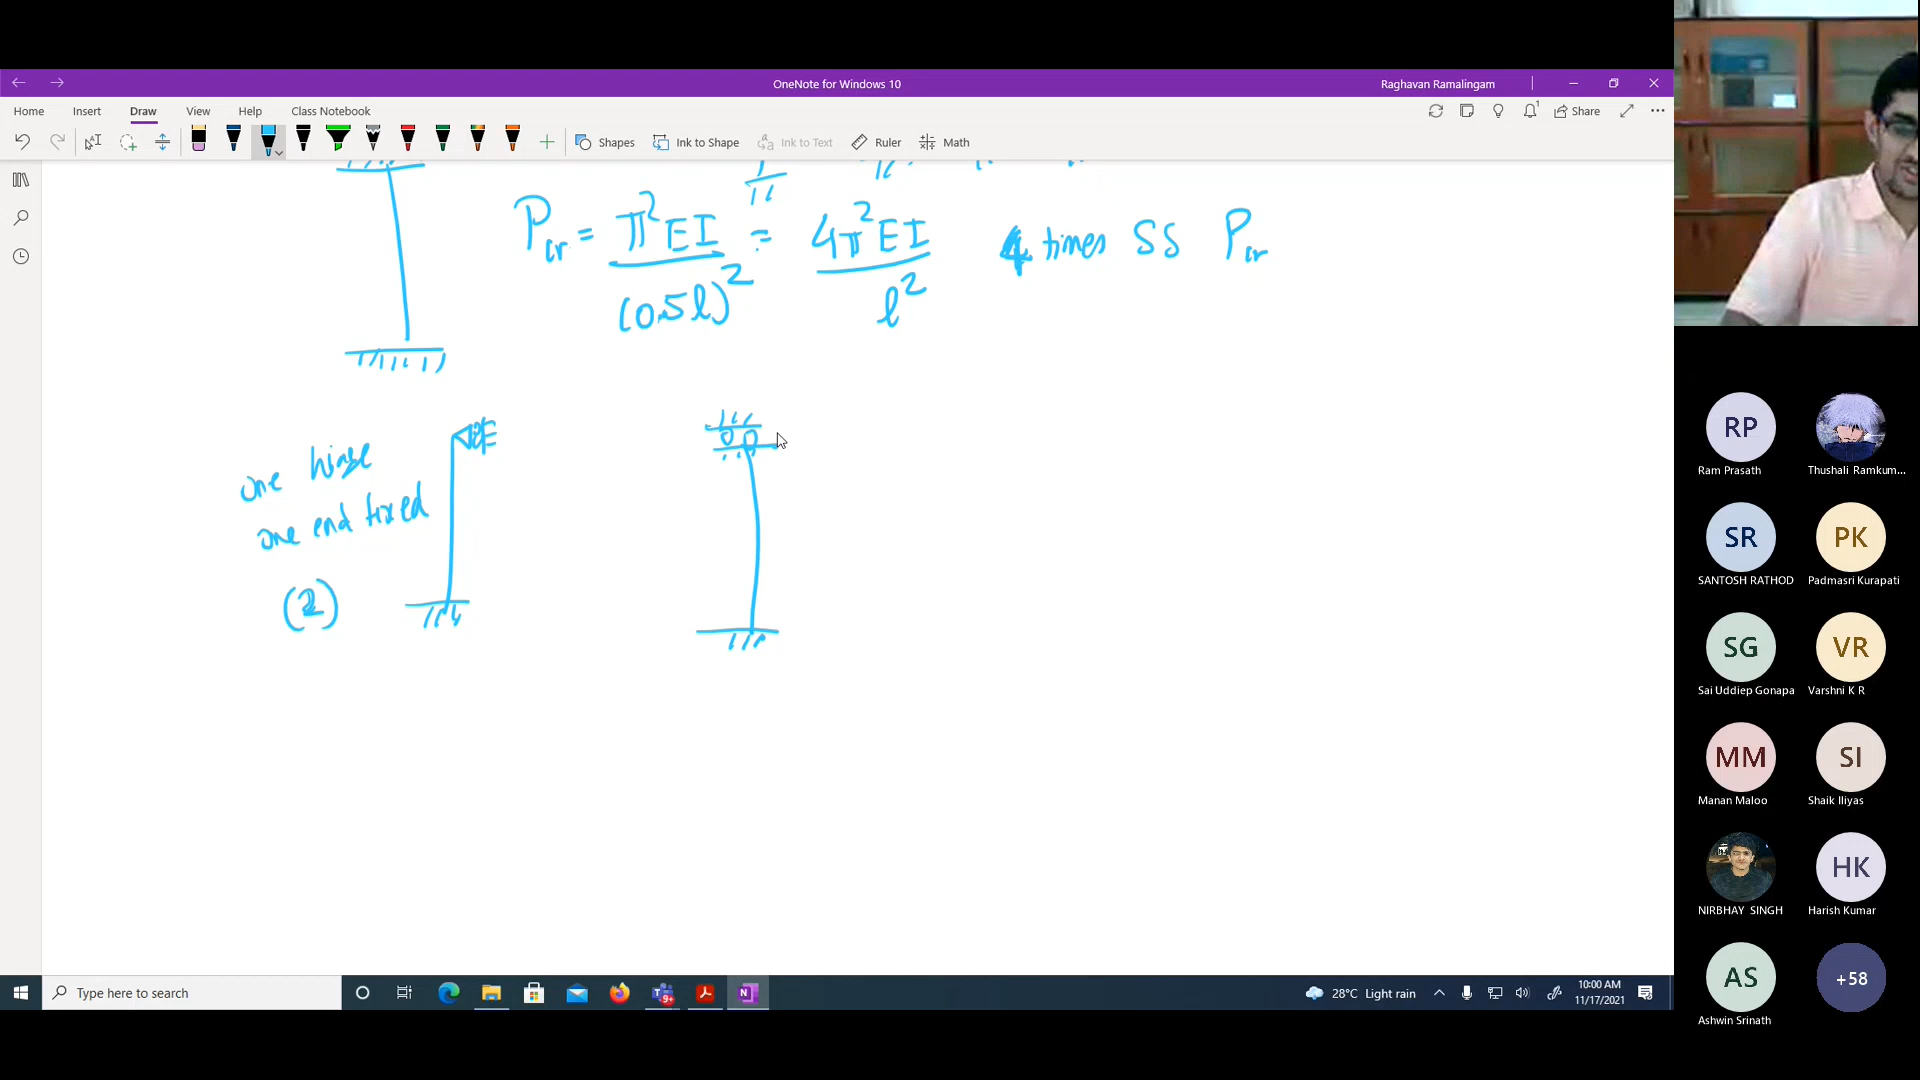 OneNote for Windows 10
Raghavan Ramalingam
Home Insert Draw View Help Class Notebook
Share
Shapes Ink to Shape Ink to Text Ruler Math
Pcr = π²EI / (0.5l)² = 4π²EI / l² 4 times SS Pcr
one hinge
one end fixed
(2)
RP
Ram Prasath
Thushali Ramkum...
SR
SANTOSH RATHOD
PK
Padmasri Kurapati
SG
Sai Uddiep Gonapa
VR
Varshni K R
MM
Manan Maloo
SI
Shaik Iliyas
NIRBHAY SINGH
HK
Harish Kumar
AS
Ashwin Srinath
+58
Type here to search
9+
28°C Light rain
10:00 AM
11/17/2021